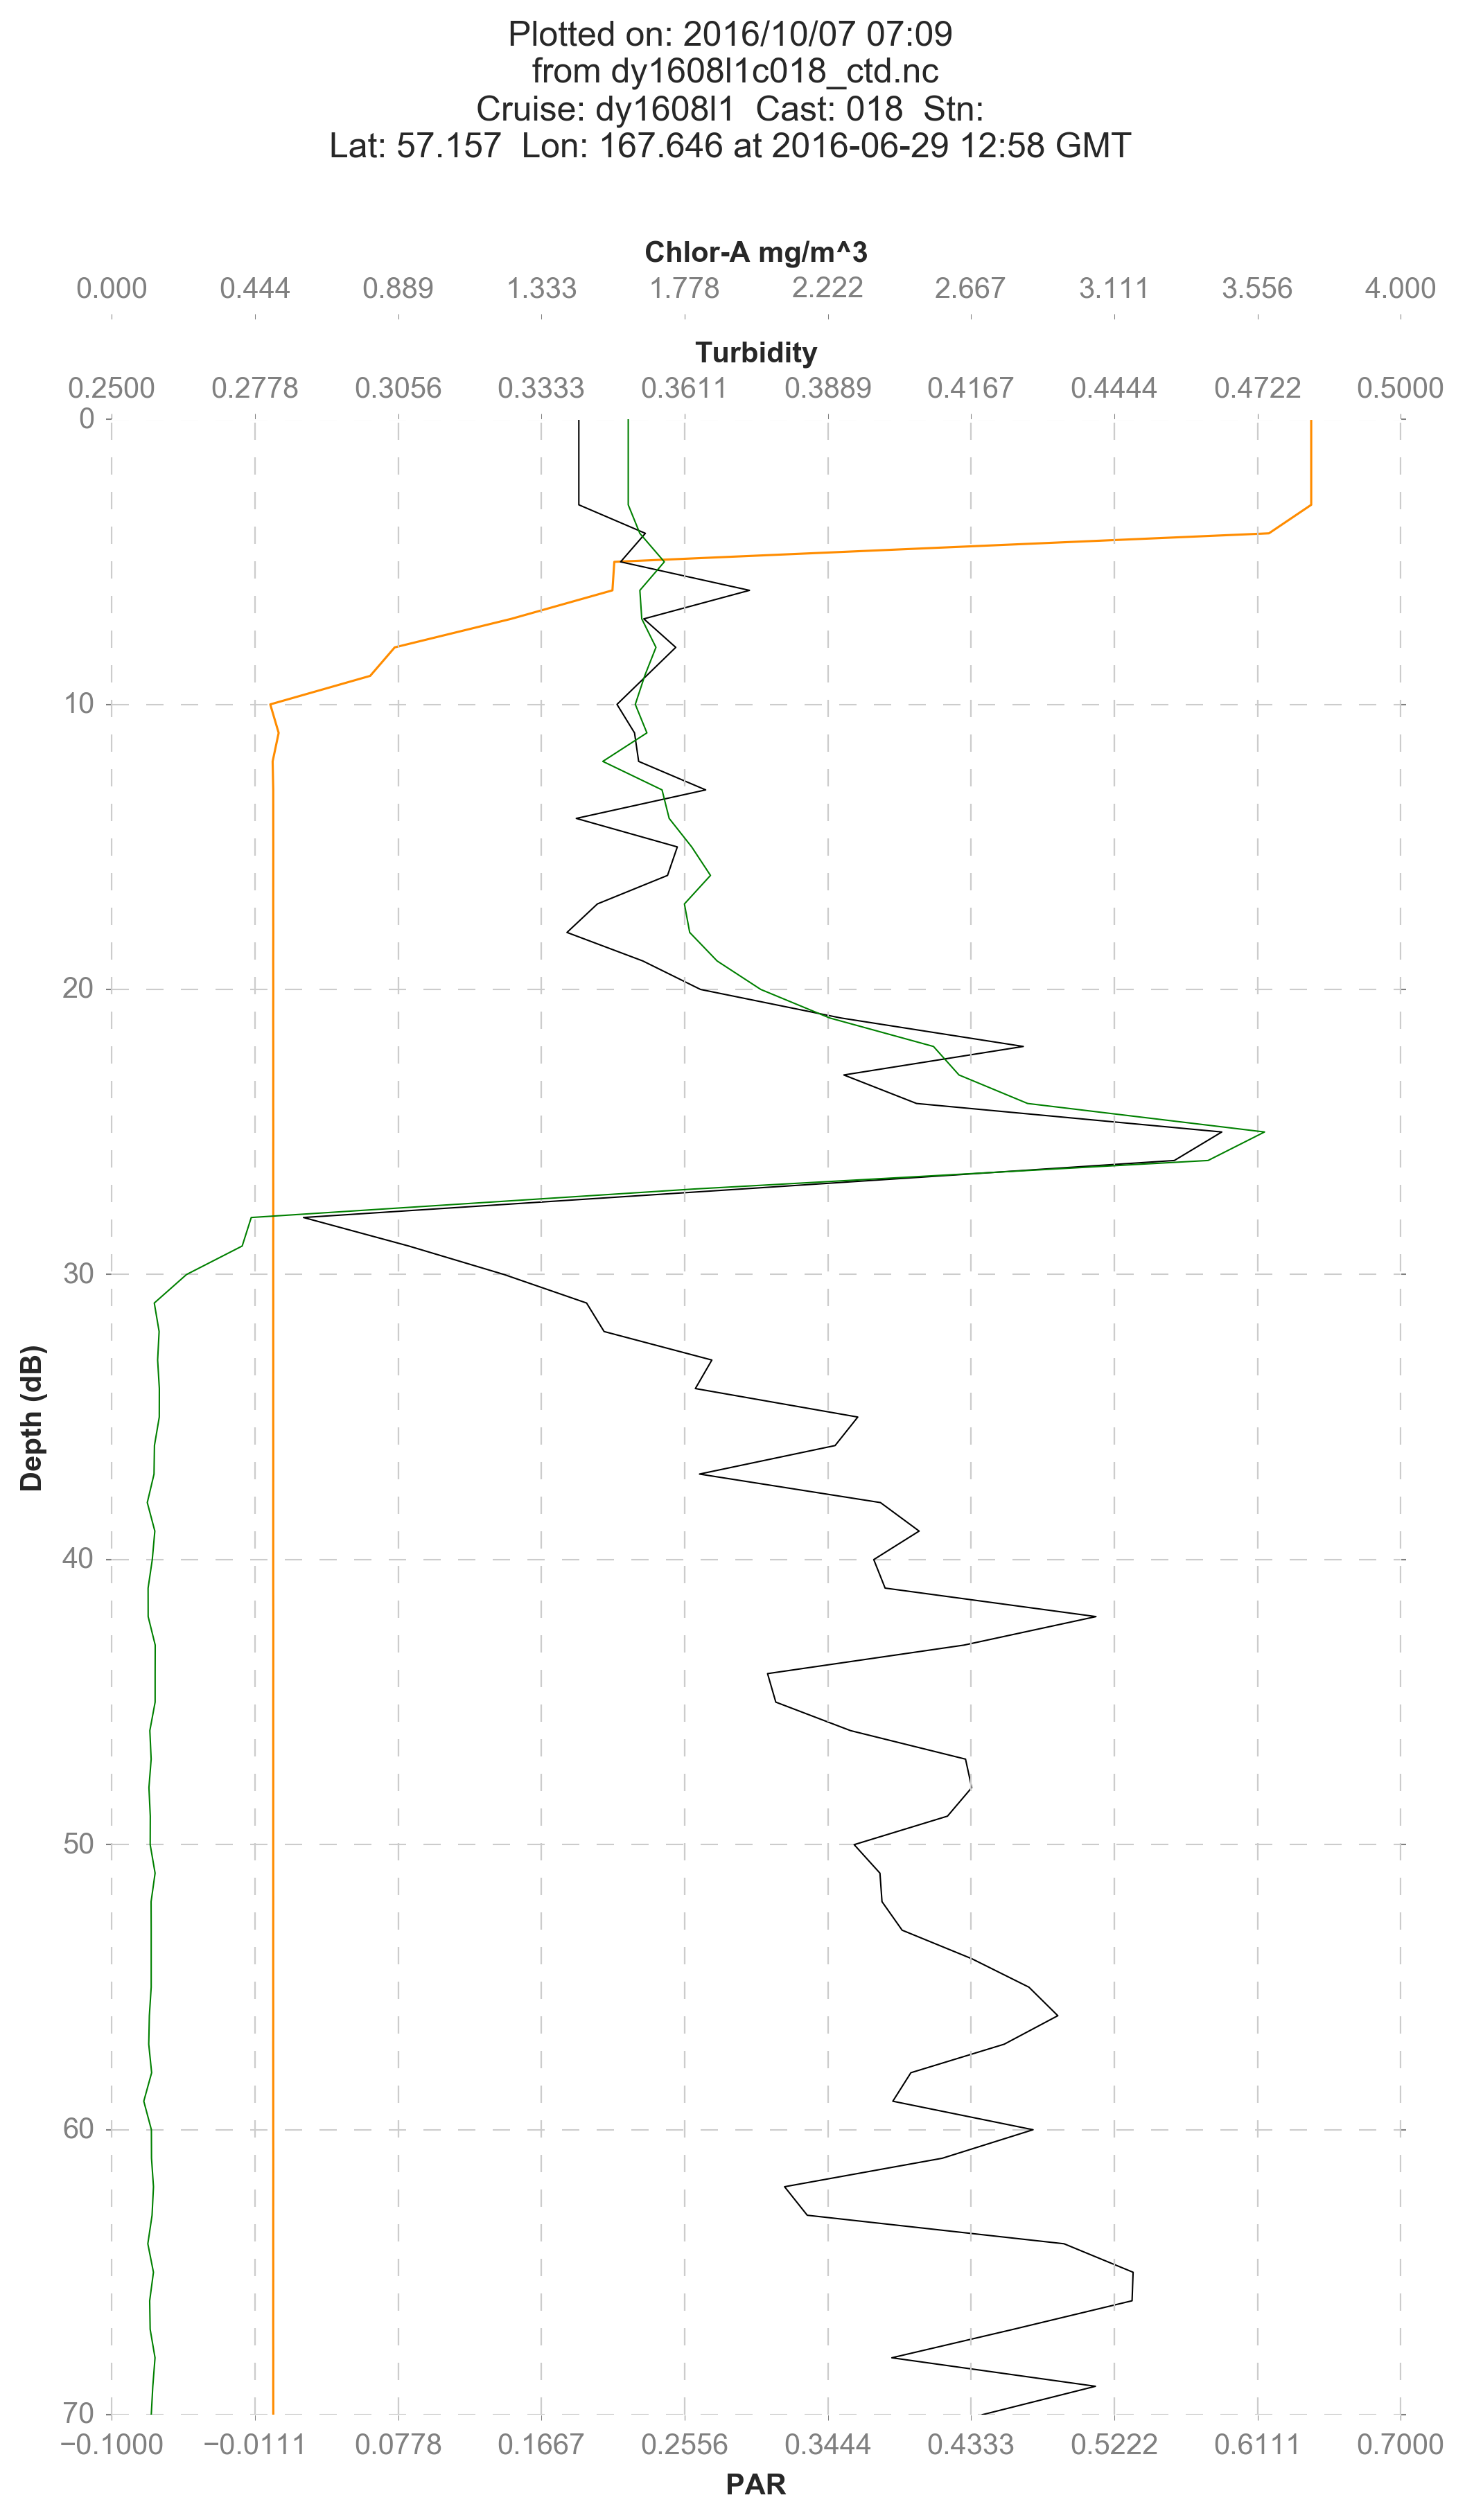 Plotted on: 2016/10/07 07:09
from dy1608l1c018_ctd.nc
Cruise: dy1608l1 Cast: 018 Stn:
Lat: 57.157 Lon: 167.646 at 2016-06-29 12:58 GMT
Chlor-A mg/m^3
0.000 0.444 0.889 1.333 1.778 2.222 2.667 3.111 3.556 4.000
Turbidity
0.2500 0.2778 0.3056 0.3333 0.3611 0.3889 0.4167 0.4444 0.4722 0.5000
0
10
20
30
Depth (dB)
40
50
60
70
−0.1000 −0.0111 0.0778 0.1667 0.2556 0.3444 0.4333 0.5222 0.6111 0.7000
PAR